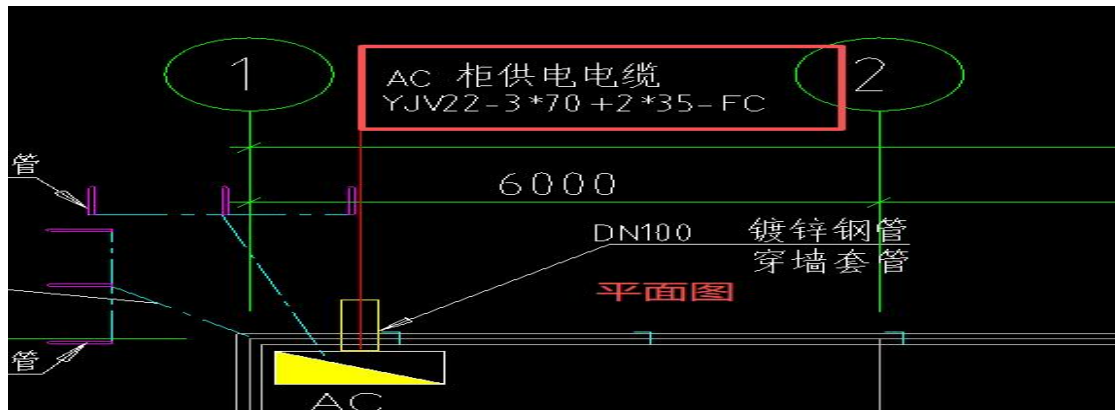 1
AC 柜供电电缆
YJV22-3*70+2*35-FC
2
管
6000
DN100 镀锌钢管
穿墙套管
平面图
管
AC